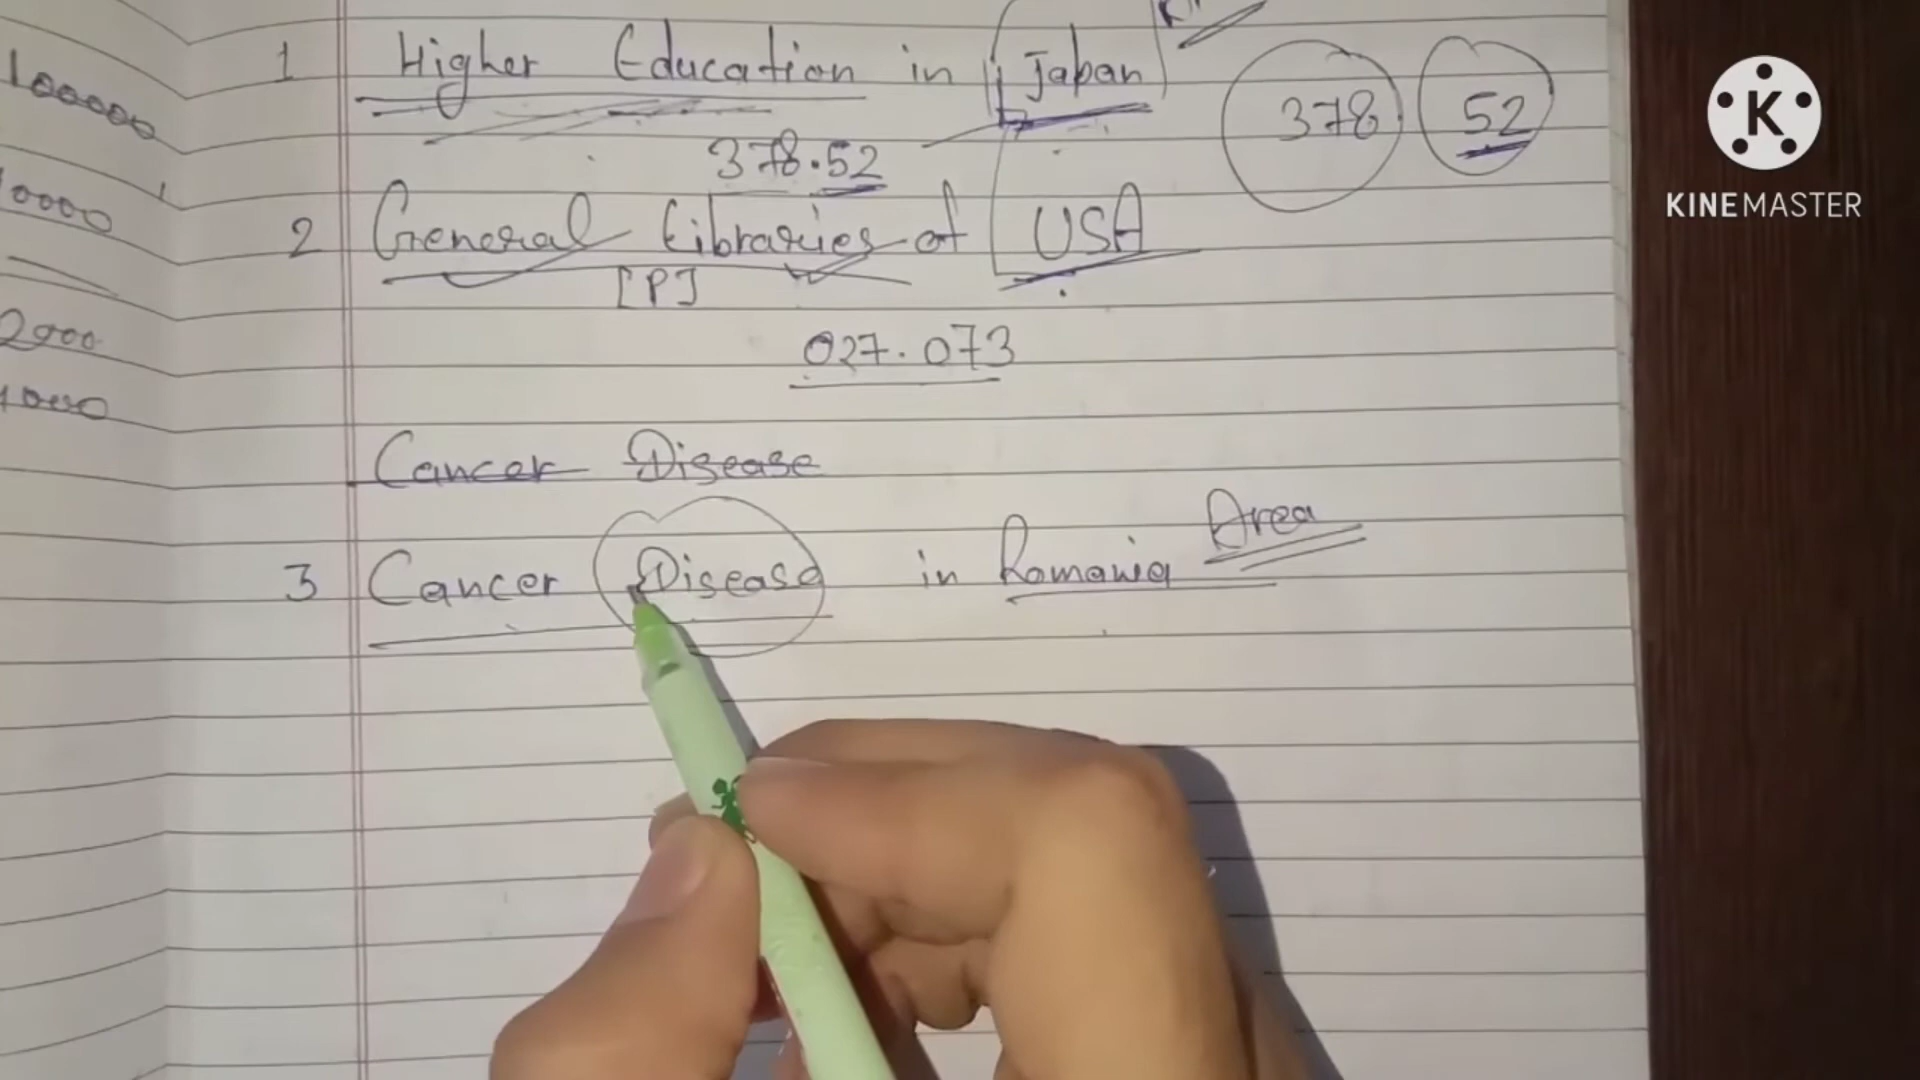 100000
1 Higher Education in Japan 378 52
378.52
10000
2 General Libraries of USA
[P]
2000
027.073
1000
Cancer Disease
3 Cancer Disease in Romania Area
KINEMASTER